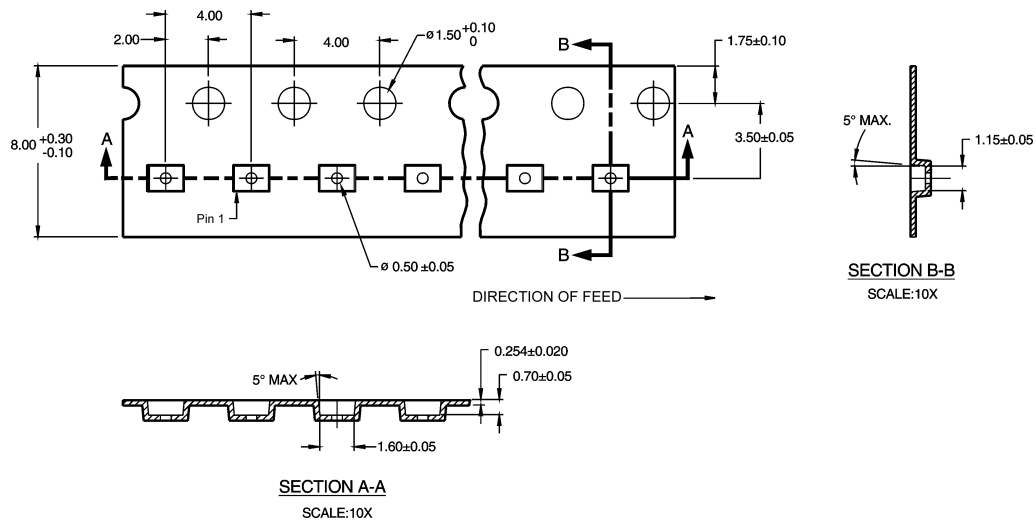 4.00
2.00
4.00
ø1.50 +0.10
0
B
1.75±0.10
8.00 +0.30
-0.10
A
A
3.50±0.05
5° MAX.
1.15±0.05
Pin 1
B
ø 0.50 ±0.05
SECTION B-B
SCALE:10X
DIRECTION OF FEED
0.254±0.020
0.70±0.05
5° MAX
1.60±0.05
SECTION A-A
SCALE:10X